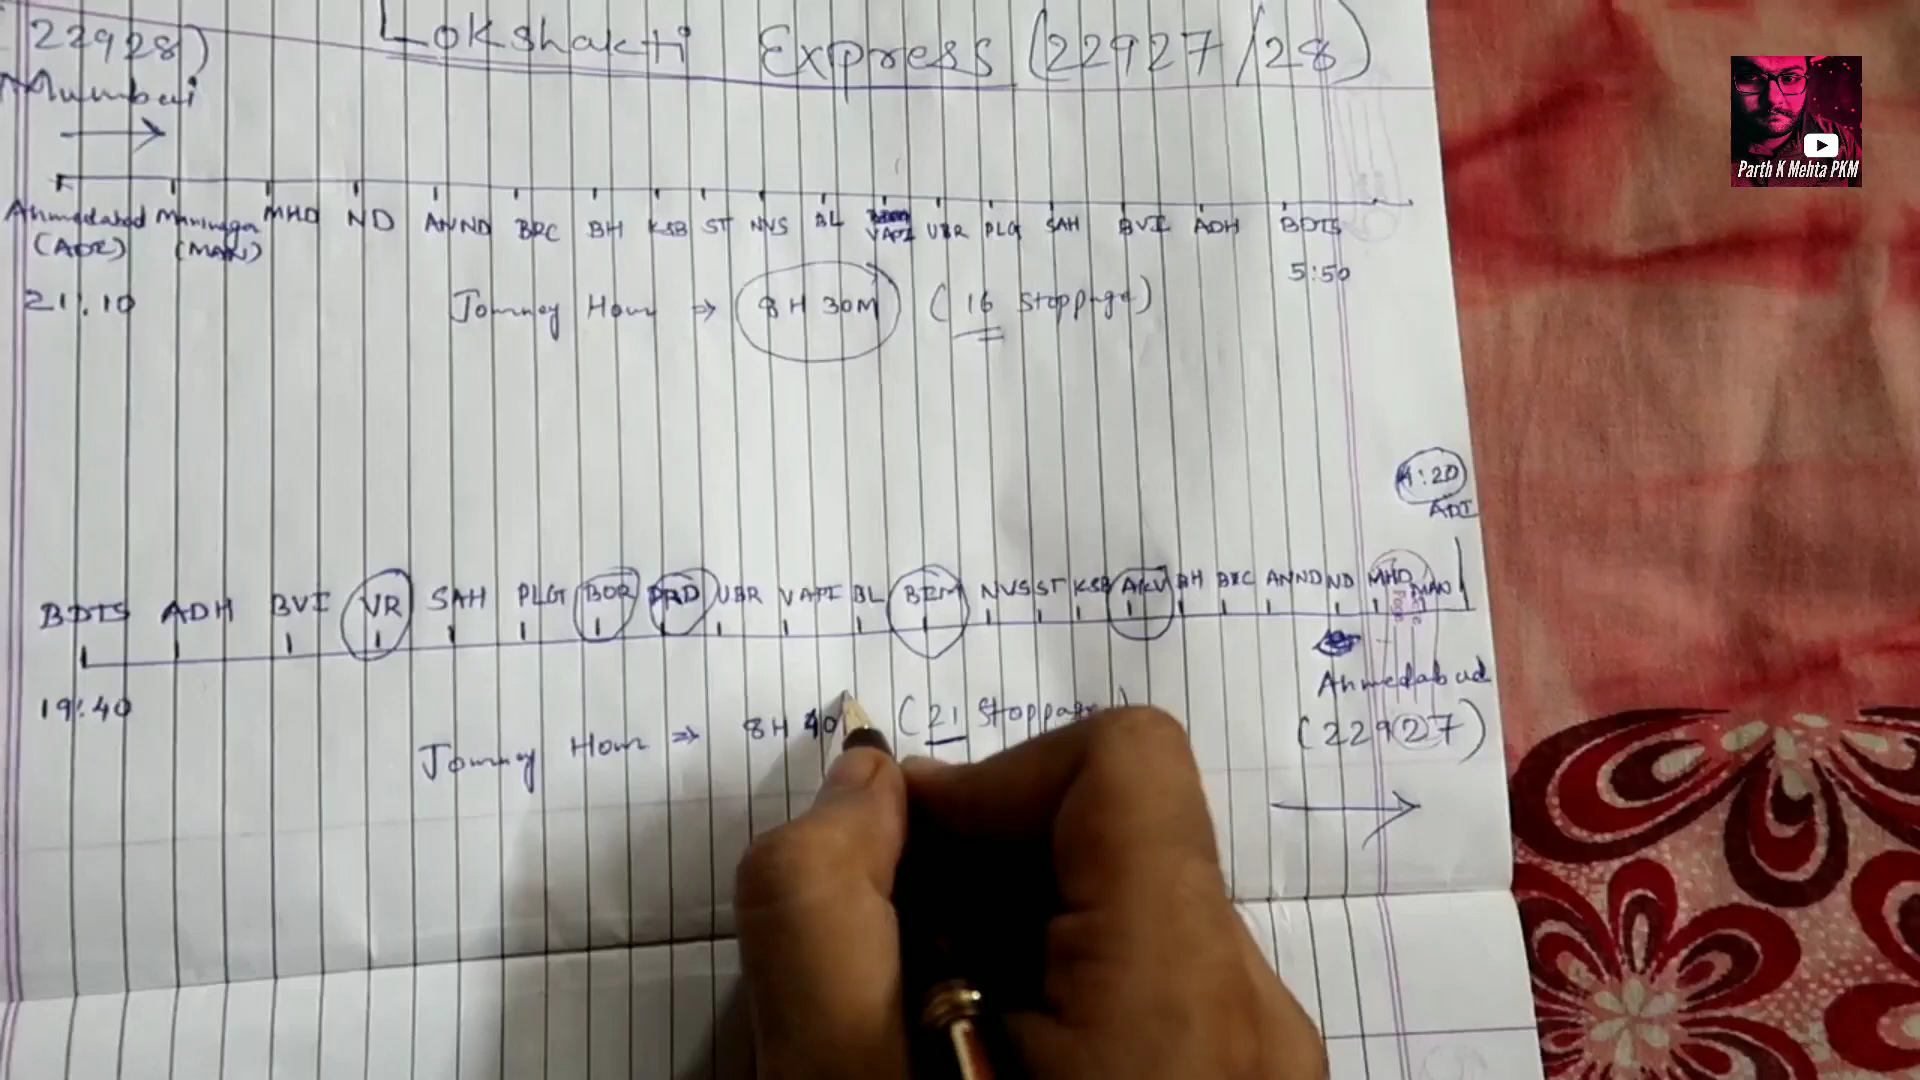 22928)
Lokshakti Express (22927/28)
Mumbai
Ahmedabad Maninagar MHD ND ANND BRC BH KSB ST NVS BL VAPI UBR PLG SAH BVI ADH BDTS
(ADI) (MAN)
21:10
5:50
Journey Hour ⇒ 8H 30M (16 Stoppage)
4:20
ADI
BDTS ADH BVI VR SAH PLG BOR DRD UBR VAPI BL BIM NVS ST KSB AKV BH BRC ANND ND MHD MAN
19:40
Journey Hour ⇒ 8H 40 (21 Stoppage)
Ahmedabad
(22927)
Parth K Mehta PKM